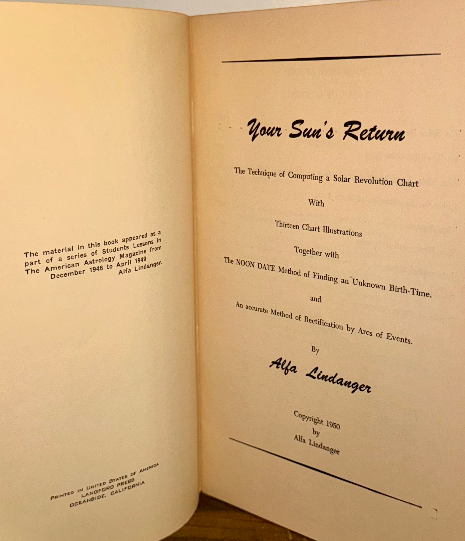 The material in this book appeared as a
part of a series of Students Lessons in
The American Astrology Magazine from
December 1948 to April 1949
Alfa Lindanger.
PRINTED IN UNITED STATES OF AMERICA
LANGFORD PRESS
OCEANSIDE, CALIFORNIA
Your Sun's Return
The Technique of Computing a Solar Revolution Chart
With
Thirteen Chart Illustrations
Together with
The NOON DATE Method of Finding an Unknown Birth-Time.
and
An accurate Method of Rectification by Arcs of Events.
By
Alfa Lindanger
Copyright 1950
by
Alfa Lindanger